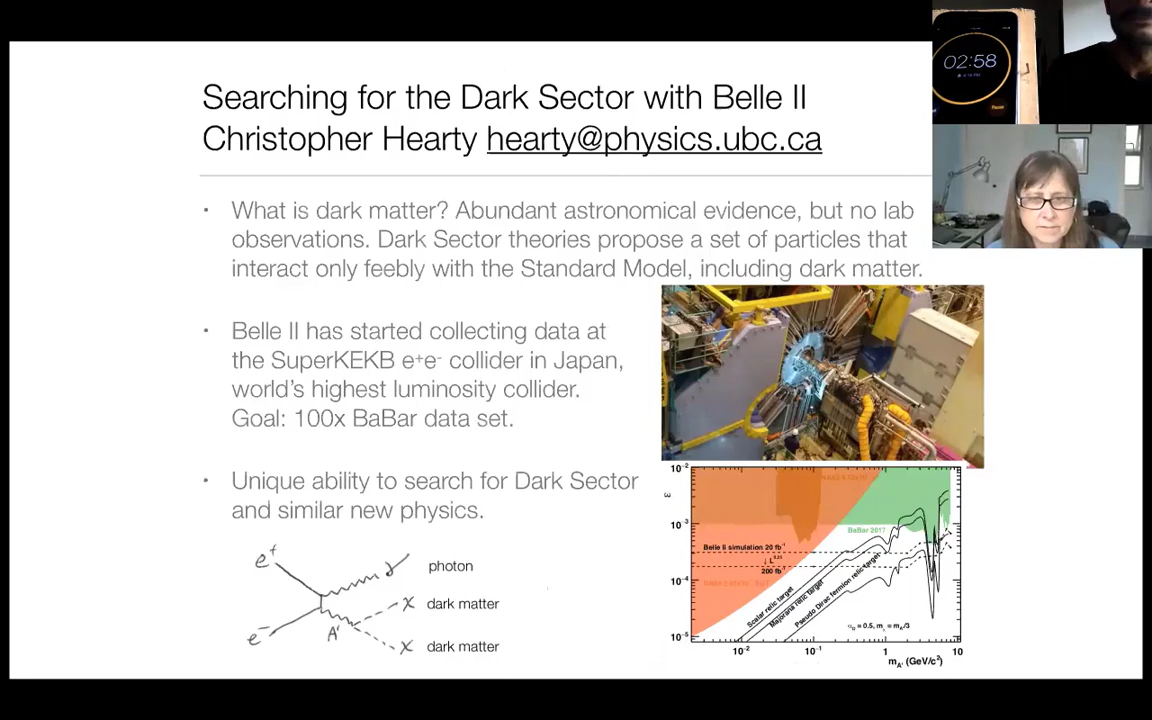 02:58
Searching for the Dark Sector with Belle II
Christopher Hearty hearty@physics.ubc.ca
• What is dark matter? Abundant astronomical evidence, but no lab
observations. Dark Sector theories propose a set of particles that
interact only feebly with the Standard Model, including dark matter.
• Belle II has started collecting data at
the SuperKEKB e+e- collider in Japan,
world's highest luminosity collider.
Goal: 100x BaBar data set.
• Unique ability to search for Dark Sector
and similar new physics.
e+
γ
photon
A'
χ
dark matter
e-
χ
dark matter
10-2
ε
10-3
BaBar 2017
Belle II simulation 20 fb-1
200 fb-1
10-4
Scalar relic target
Majorana relic target
Pseudo Dirac fermion relic target
10-5
10-2
10-1
1
10
mA' (GeV/c2)